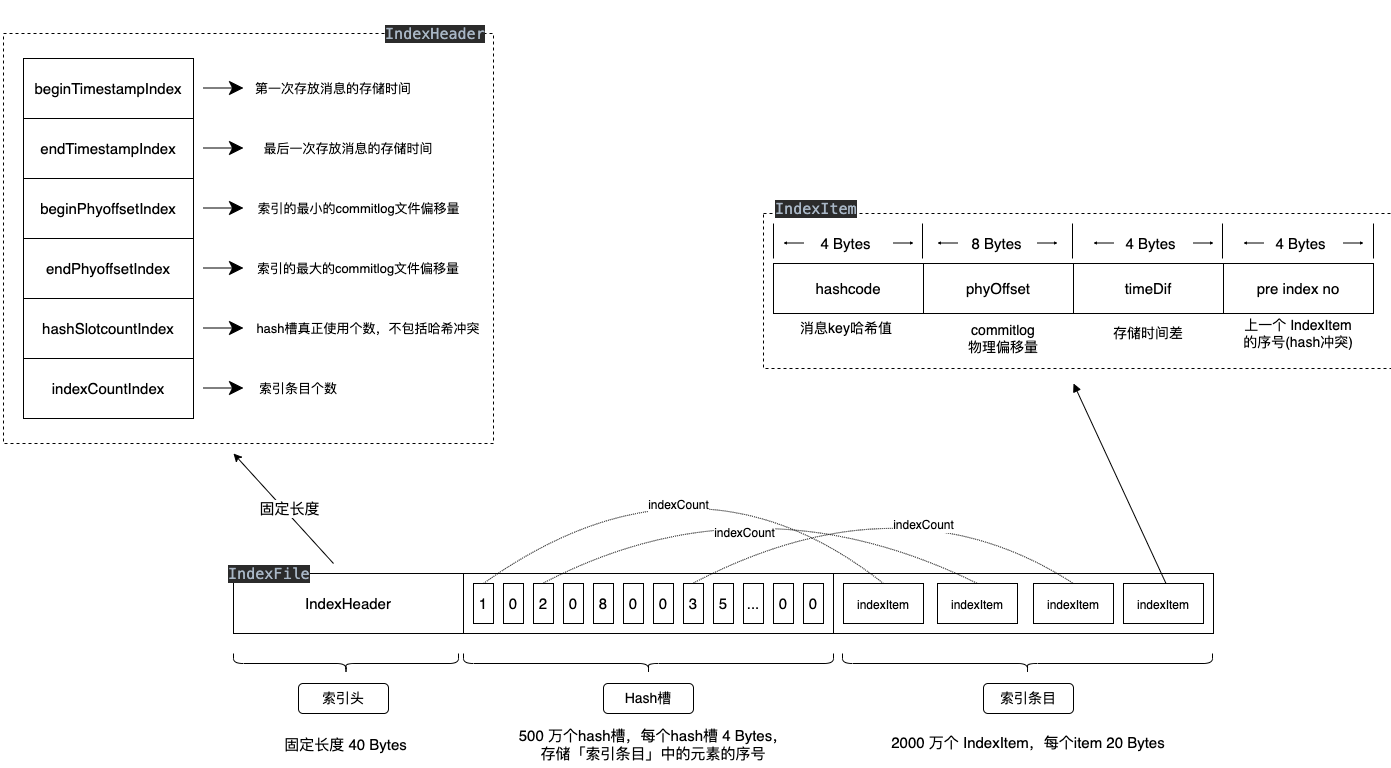 IndexHeader
beginTimestampIndex
第一次存放消息的存储时间
endTimestampIndex
最后一次存放消息的存储时间
beginPhyoffsetIndex
索引的最小的commitlog文件偏移量
endPhyoffsetIndex
索引的最大的commitlog文件偏移量
hashSlotcountIndex
hash槽真正使用个数，不包括哈希冲突
indexCountIndex
索引条目个数
IndexItem
4 Bytes
8 Bytes
4 Bytes
4 Bytes
hashcode
phyOffset
timeDif
pre index no
消息key哈希值
commitlog
物理偏移量
存储时间差
上一个 IndexItem
的序号(hash冲突)
固定长度
indexCount
indexCount
indexCount
IndexFile
IndexHeader
1
0
2
0
8
0
0
3
5
...
0
0
indexItem
indexItem
indexItem
indexItem
索引头
Hash槽
索引条目
固定长度 40 Bytes
500 万个hash槽，每个hash槽 4 Bytes，
存储「索引条目」中的元素的序号
2000 万个 IndexItem，每个item 20 Bytes